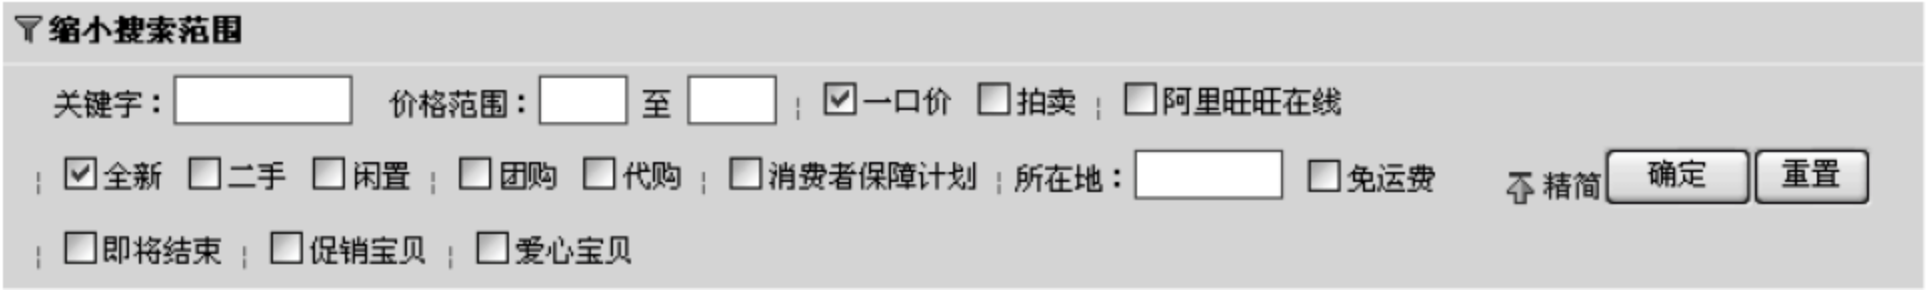 缩小搜索范围
关键字： 价格范围： 至 ¦ 一口价 拍卖 ¦ 阿里旺旺在线
¦ 全新 二手 闲置 ¦ 团购 代购 ¦ 消费者保障计划 ¦ 所在地： 免运费 精简 确定 重置
¦ 即将结束 ¦ 促销宝贝 ¦ 爱心宝贝